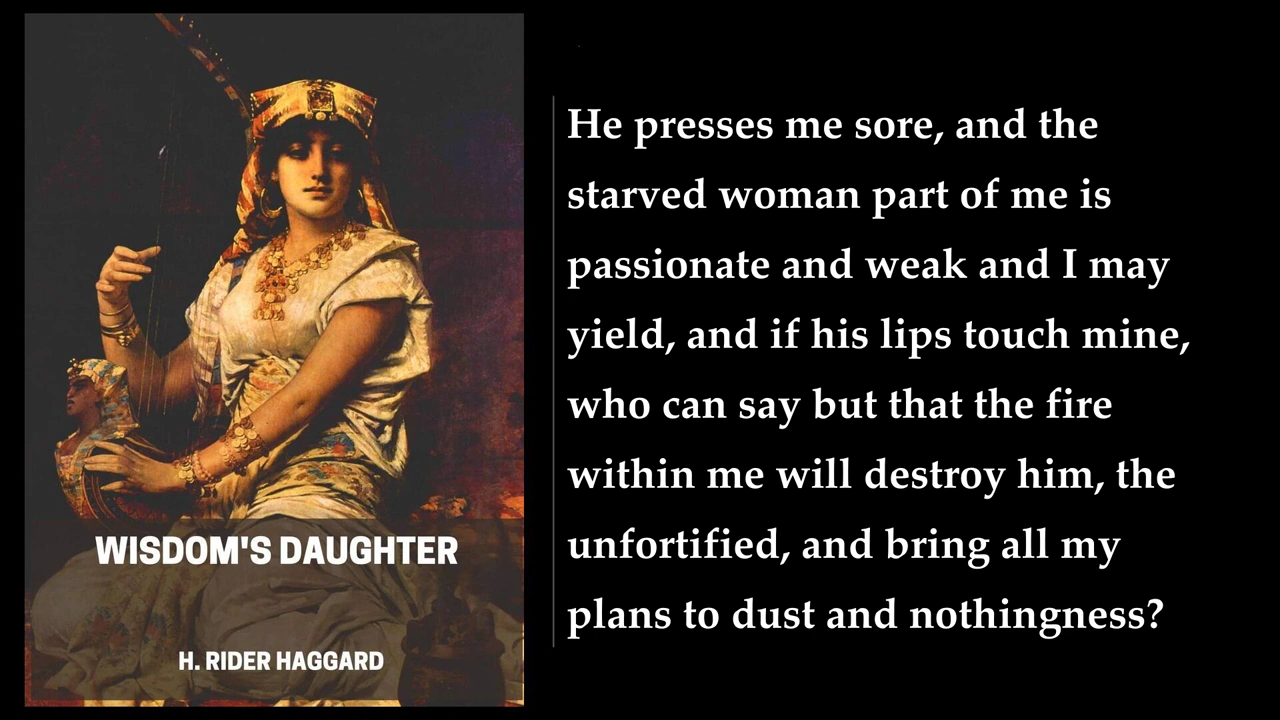 WISDOM'S DAUGHTER
H. RIDER HAGGARD
He presses me sore, and the
starved woman part of me is
passionate and weak and I may
yield, and if his lips touch mine,
who can say but that the fire
within me will destroy him, the
unfortified, and bring all my
plans to dust and nothingness?